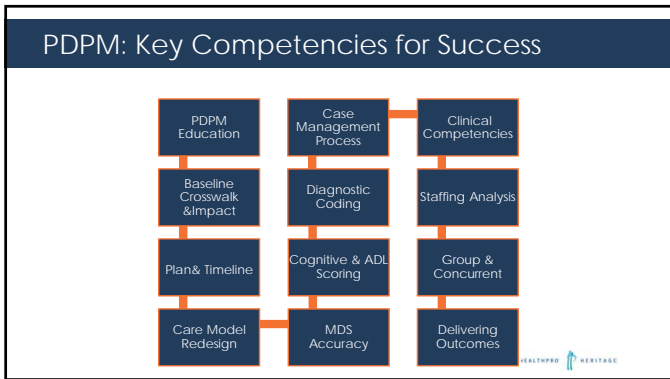 PDPM: Key Competencies for Success
PDPM
Education
Baseline
Crosswalk
&Impact
Plan& Timeline
Care Model
Redesign
MDS
Accuracy
Cognitive & ADL
Scoring
Diagnostic
Coding
Case
Management
Process
Clinical
Competencies
Staffing Analysis
Group &
Concurrent
Delivering
Outcomes
HEALTHPRO HERITAGE